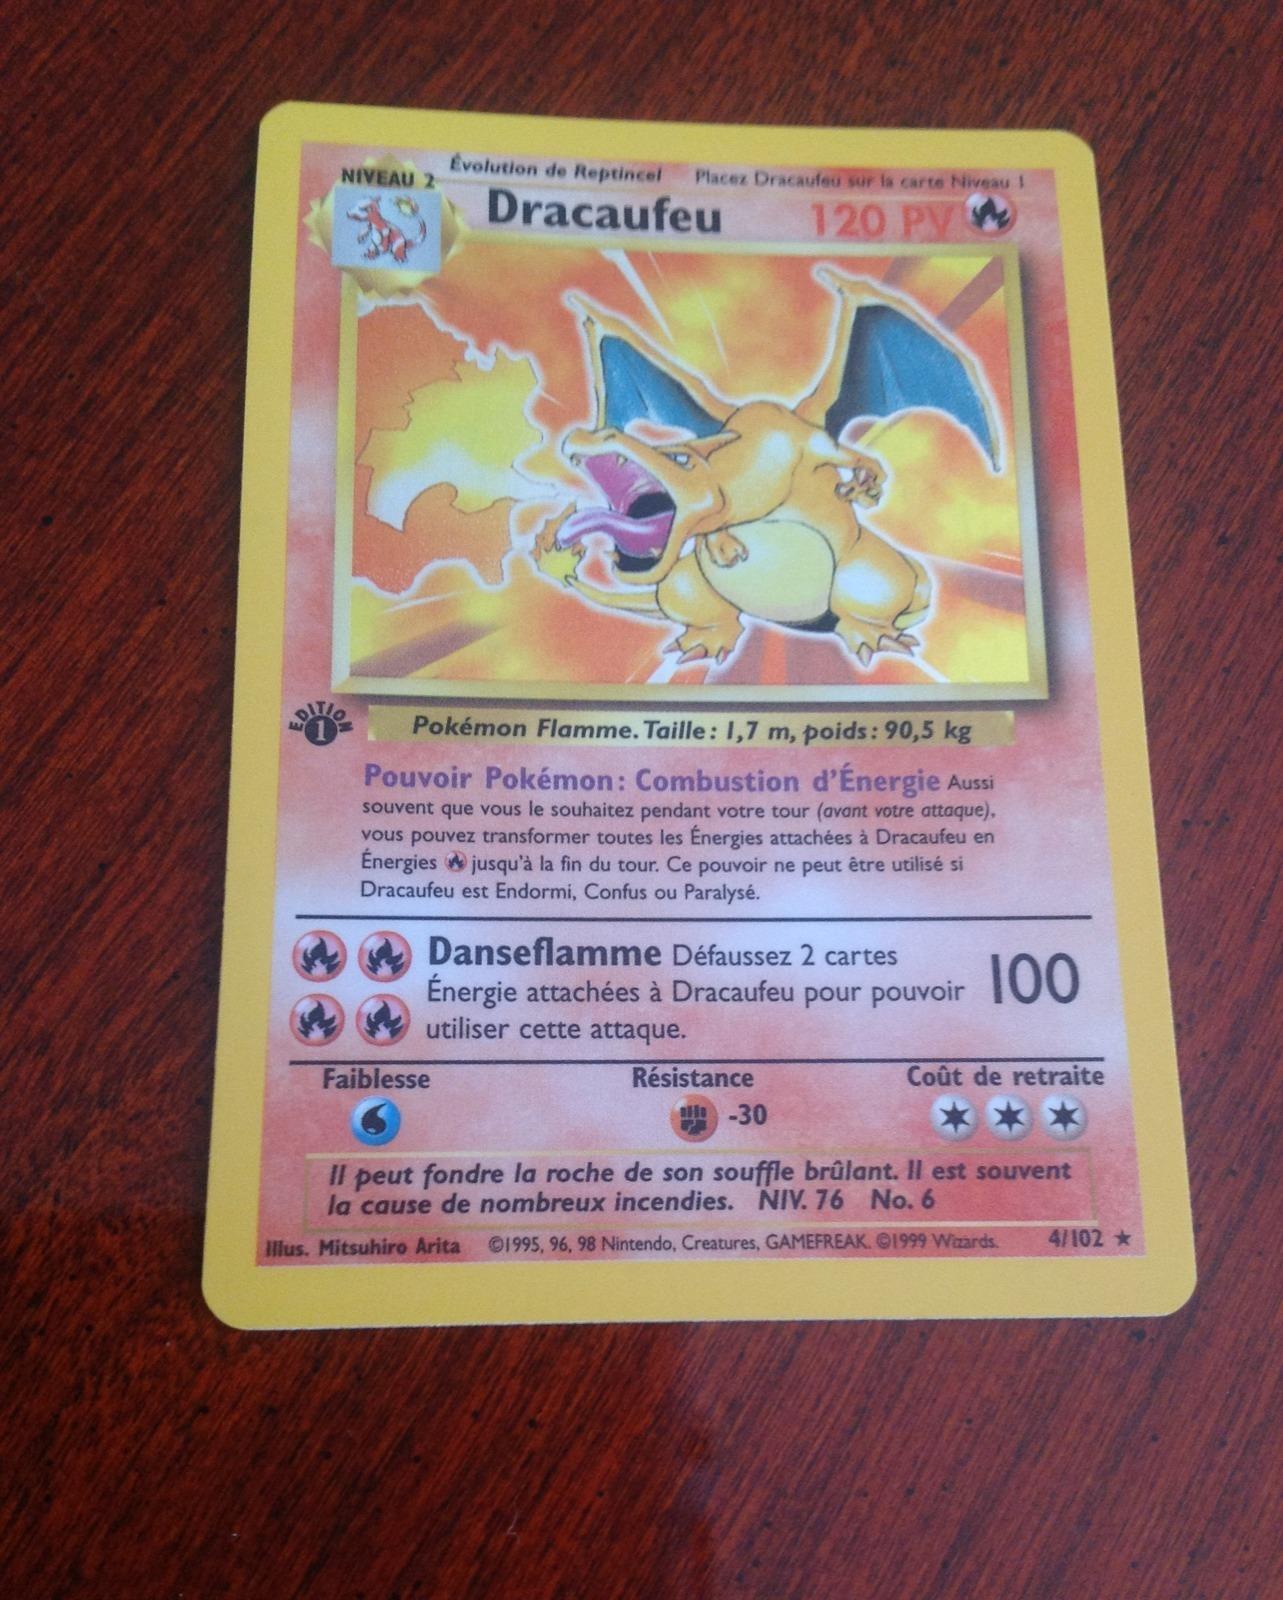 NIVEAU 2
Évolution de Reptincel Placez Dracaufeu sur la carte Niveau 1
Dracaufeu 120 PV
EDITION
1
Pokémon Flamme. Taille : 1,7 m, poids : 90,5 kg
Pouvoir Pokémon : Combustion d'Énergie Aussi
souvent que vous le souhaitez pendant votre tour (avant votre attaque),
vous pouvez transformer toutes les Énergies attachées à Dracaufeu en
Énergies jusqu'à la fin du tour. Ce pouvoir ne peut être utilisé si
Dracaufeu est Endormi, Confus ou Paralysé.
Danseflamme Défaussez 2 cartes
Énergie attachées à Dracaufeu pour pouvoir
utiliser cette attaque.
100
Faiblesse Résistance Coût de retraite
-30
Il peut fondre la roche de son souffle brûlant. Il est souvent
la cause de nombreux incendies. NIV. 76 No. 6
Illus. Mitsuhiro Arita ©1995, 96, 98 Nintendo, Creatures, GAMEFREAK. ©1999 Wizards. 4/102 ★